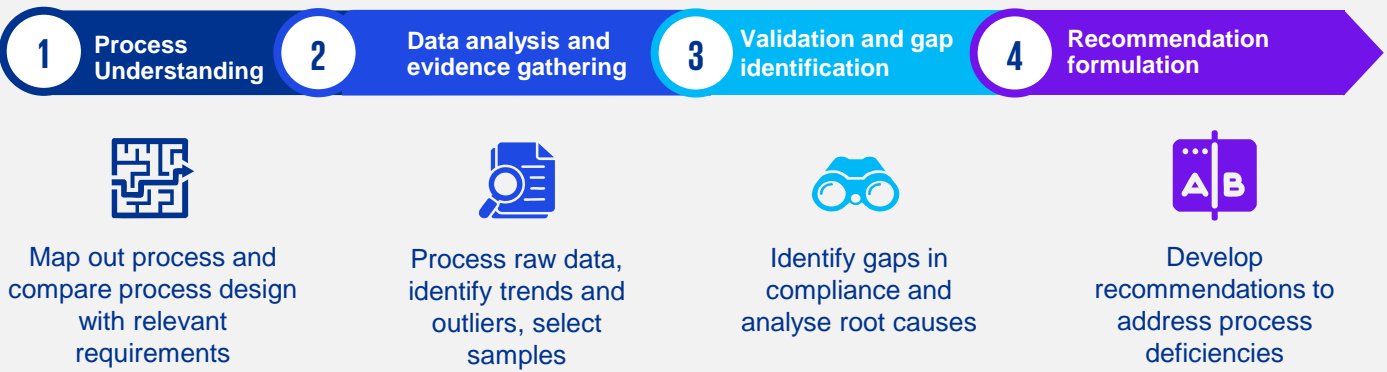 1
Process
Understanding
2
Data analysis and
evidence gathering
3
Validation and gap
identification
4
Recommendation
formulation
Map out process and
compare process design
with relevant
requirements
Process raw data,
identify trends and
outliers, select
samples
Identify gaps in
compliance and
analyse root causes
A B
Develop
recommendations to
address process
deficiencies